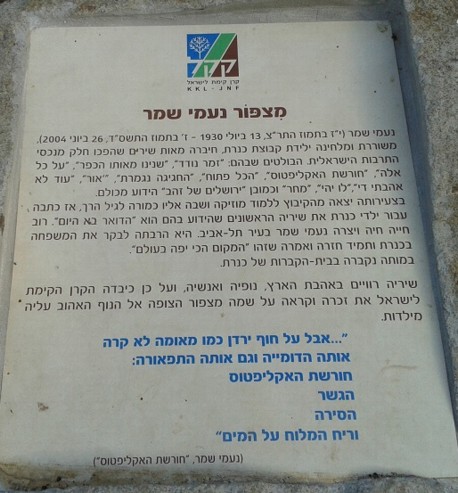 קק״ל
קרן קימת לישראל
KKL - JNF
מִצפּוֹר נעמי שמר
נעמי שמר (י"ז בתמוז התר"צ, 13 ביולי 1930 - ז' בתמוז התשס"ד, 26 ביוני 2004),
משוררת ומלחינה ילידת קבוצת כנרת, חיברה מאות שירים שהפכו חלק מנכסי
התרבות הישראלית. הבולטים שבהם: "זמר נודד", "שנינו מאותו הכפר", "על כל
אלה", "חורשת האקליפטוס", "הכל פתוח", "החגיגה נגמרת", "אור", "עוד לא
אהבתי די","לו יהי", "מחר" וכמובן "ירושלים של זהב" הידוע מכולם.
בצעירותה יצאה מהקיבוץ ללמוד מוזיקה ושבה אליו כמורה לגיל הרך, אז כתבה
עבור ילדי כנרת את שיריה הראשונים שהידוע בהם הוא "הדואר בא היום". רוב
חייה חיה ויצרה נעמי שמר בעיר תל-אביב. היא הרבתה לבקר את המשפחה
בכנרת ותמיד חזרה ואמרה שזהו "המקום הכי יפה בעולם".
במותה נקברה בבית-הקברות של כנרת.
שיריה רוויים באהבת הארץ, נופיה ואנשיה, ועל כן כיבדה הקרן הקימת
לישראל את זכרה וקראה על שמה מצפור הצופה אל הנוף האהוב עליה
מילדות.
"...אבל על חוף ירדן כמו מאומה לא קרה
אותה הדומייה וגם אותה התפאורה:
חורשת האקליפטוס
הגשר
הסירה
וריח המלוח על המים"
(נעמי שמר, "חורשת האקליפטוס")